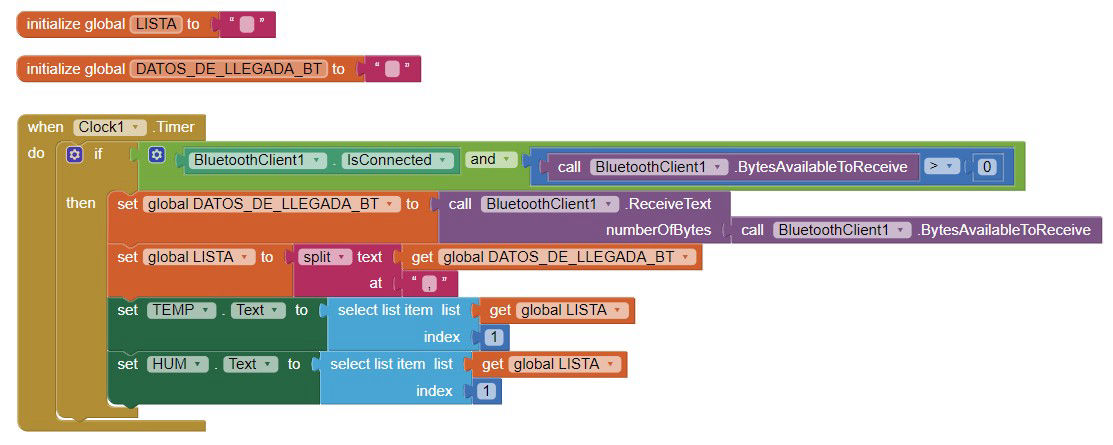 initialize global LISTA to “ ”
initialize global DATOS_DE_LLEGADA_BT to “ ”
when Clock1 .Timer
do if BluetoothClient1 . IsConnected and call BluetoothClient1 .BytesAvailableToReceive > 0
then set global DATOS_DE_LLEGADA_BT to call BluetoothClient1 .ReceiveText
numberOfBytes call BluetoothClient1 .BytesAvailableToReceive
set global LISTA to split text get global DATOS_DE_LLEGADA_BT
at “ , ”
set TEMP . Text to select list item list get global LISTA
index 1
set HUM . Text to select list item list get global LISTA
index 1